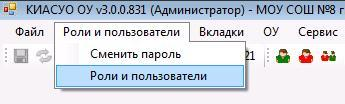 КИАСУО ОУ v3.0.0.831 (Администратор) - МОУ СОШ №8 г
Файл Роли и пользователи Вкладки ОУ Сервис
Сменить пароль
21
Роли и пользователи